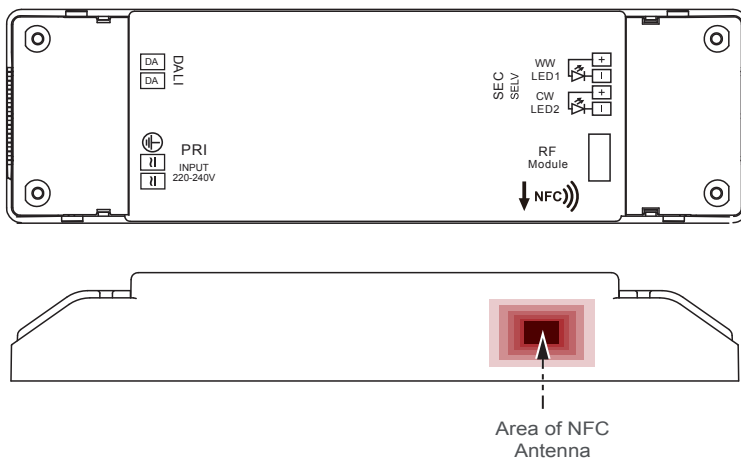 DA
DA
DALI
PRI
INPUT
220-240V
SEC
SELV
WW
LED1
+
–
CW
LED2
+
–
RF
Module
NFC
Area of NFC
Antenna